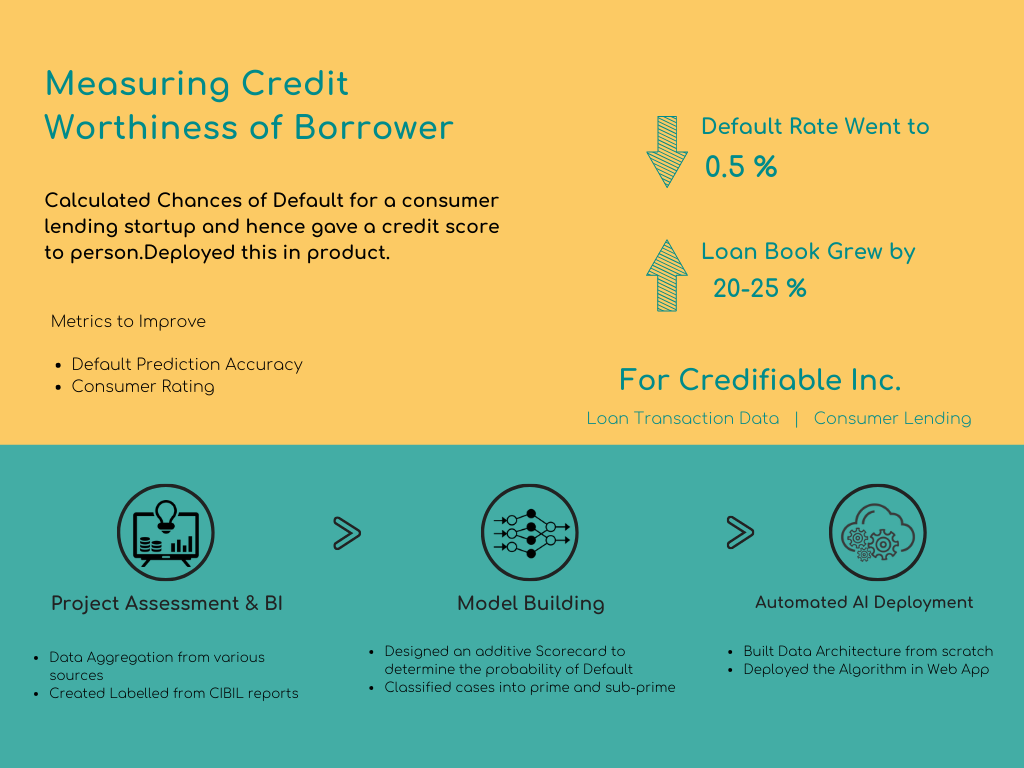 Measuring Credit
Worthiness of Borrower
Calculated Chances of Default for a consumer
lending startup and hence gave a credit score
to person.Deployed this in product.
Metrics to Improve
• Default Prediction Accuracy
• Consumer Rating
Default Rate Went to
0.5 %
Loan Book Grew by
20-25 %
For Credifiable Inc.
Loan Transaction Data | Consumer Lending
Project Assessment & BI
• Data Aggregation from various
sources
• Created Labelled from CIBIL reports
Model Building
• Designed an additive Scorecard to
determine the probability of Default
• Classified cases into prime and sub-prime
Automated AI Deployment
• Built Data Architecture from scratch
• Deployed the Algorithm in Web App